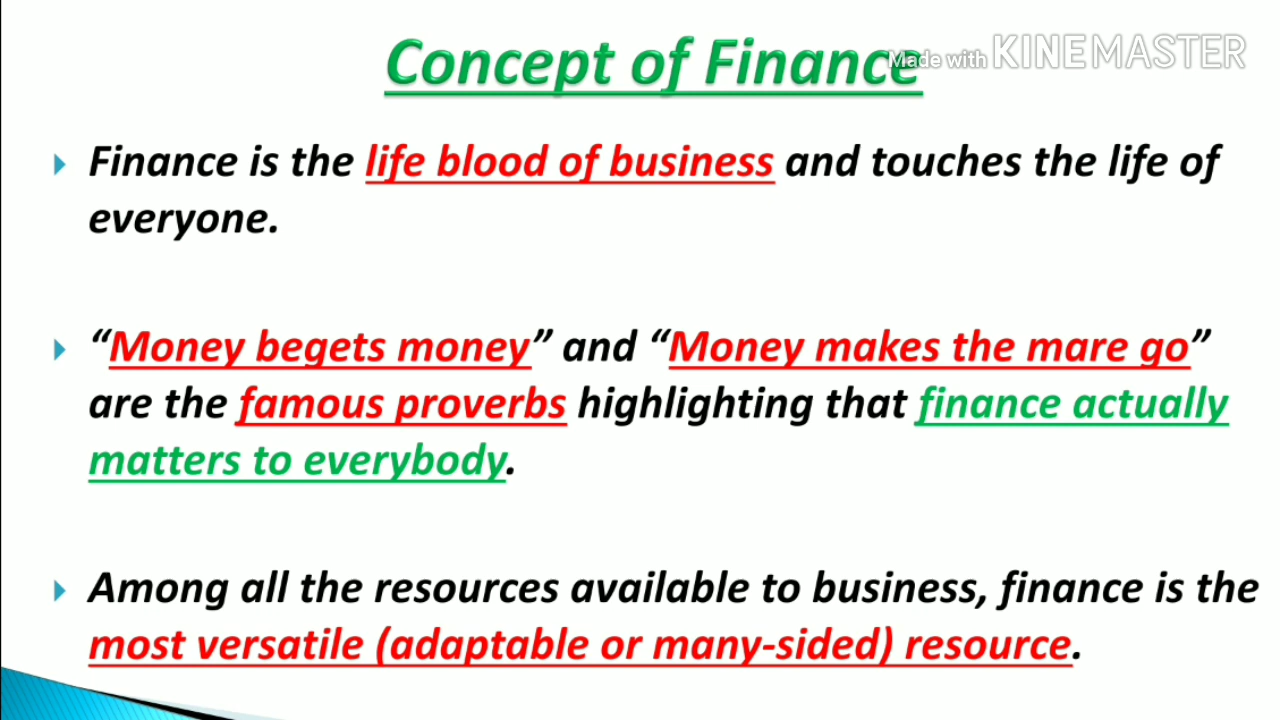 Concept of Finance
Made with KINEMASTER
Finance is the life blood of business and touches the life of
everyone.
“Money begets money” and “Money makes the mare go”
are the famous proverbs highlighting that finance actually
matters to everybody.
Among all the resources available to business, finance is the
most versatile (adaptable or many-sided) resource.